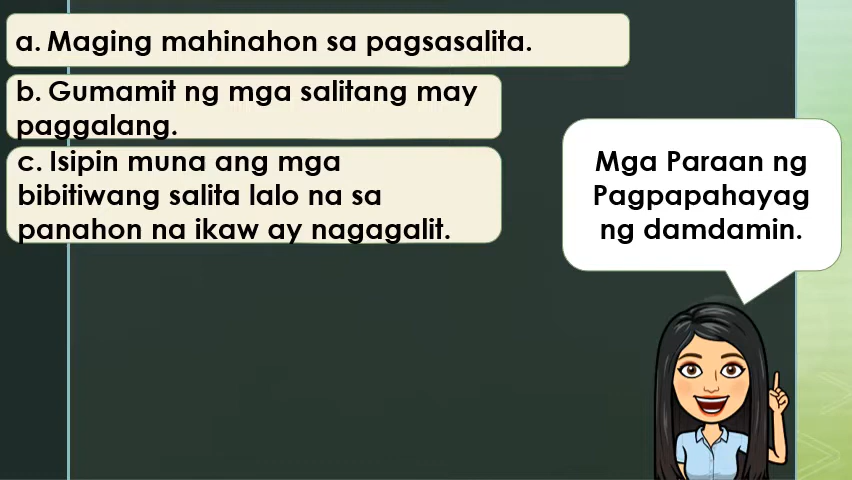 a. Maging mahinahon sa pagsasalita.
b. Gumamit ng mga salitang may
paggalang.
c. Isipin muna ang mga
bibitiwang salita lalo na sa
panahon na ikaw ay nagagalit.
Mga Paraan ng
Pagpapahayag
ng damdamin.